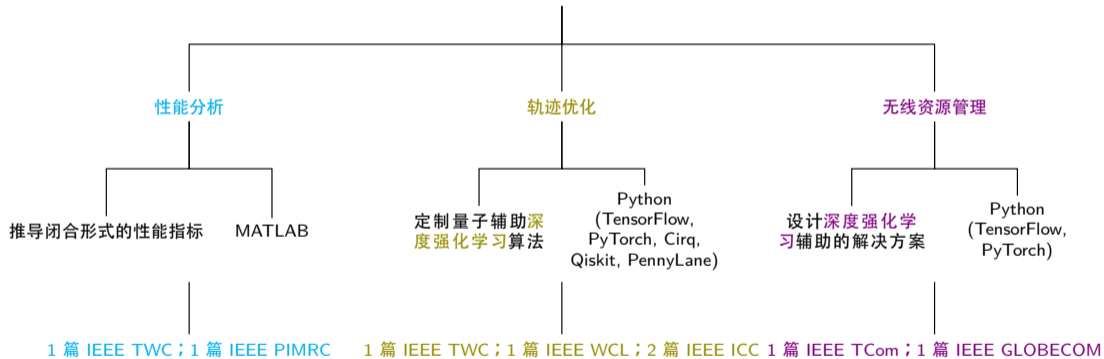 性能分析
轨迹优化
无线资源管理
推导闭合形式的性能指标
MATLAB
定制量子辅助深
度强化学习算法
Python
(TensorFlow,
PyTorch, Cirq,
Qiskit, PennyLane)
设计深度强化学
习辅助的解决方案
Python
(TensorFlow,
PyTorch)
1 篇 IEEE TWC；1 篇 IEEE PIMRC
1 篇 IEEE TWC；1 篇 IEEE WCL；2 篇 IEEE ICC
1 篇 IEEE TCom；1 篇 IEEE GLOBECOM